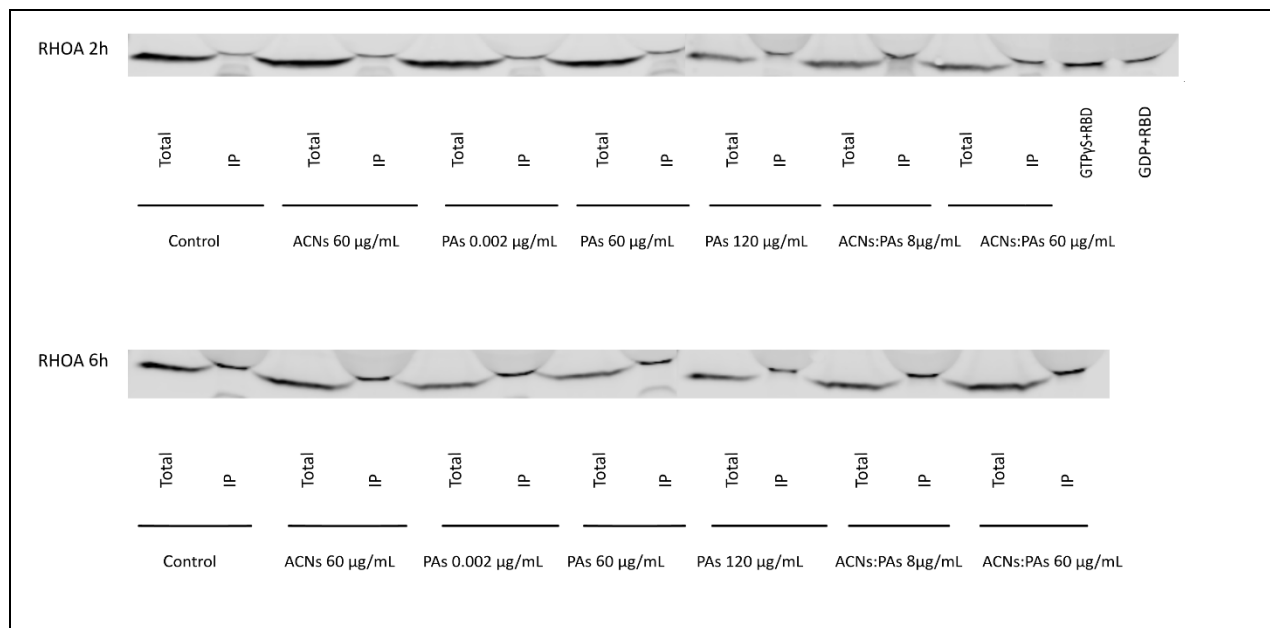 RHOA 2h
Total IP Total IP Total IP Total IP Total IP Total IP Total IP GTPγS+RBD GDP+RBD
Control ACNs 60 µg/mL PAs 0.002 µg/mL PAs 60 µg/mL PAs 120 µg/mL ACNs:PAs 8µg/mL ACNs:PAs 60 µg/mL
RHOA 6h
Total IP Total IP Total IP Total IP Total IP Total IP Total IP
Control ACNs 60 µg/mL PAs 0.002 µg/mL PAs 60 µg/mL PAs 120 µg/mL ACNs:PAs 8µg/mL ACNs:PAs 60 µg/mL